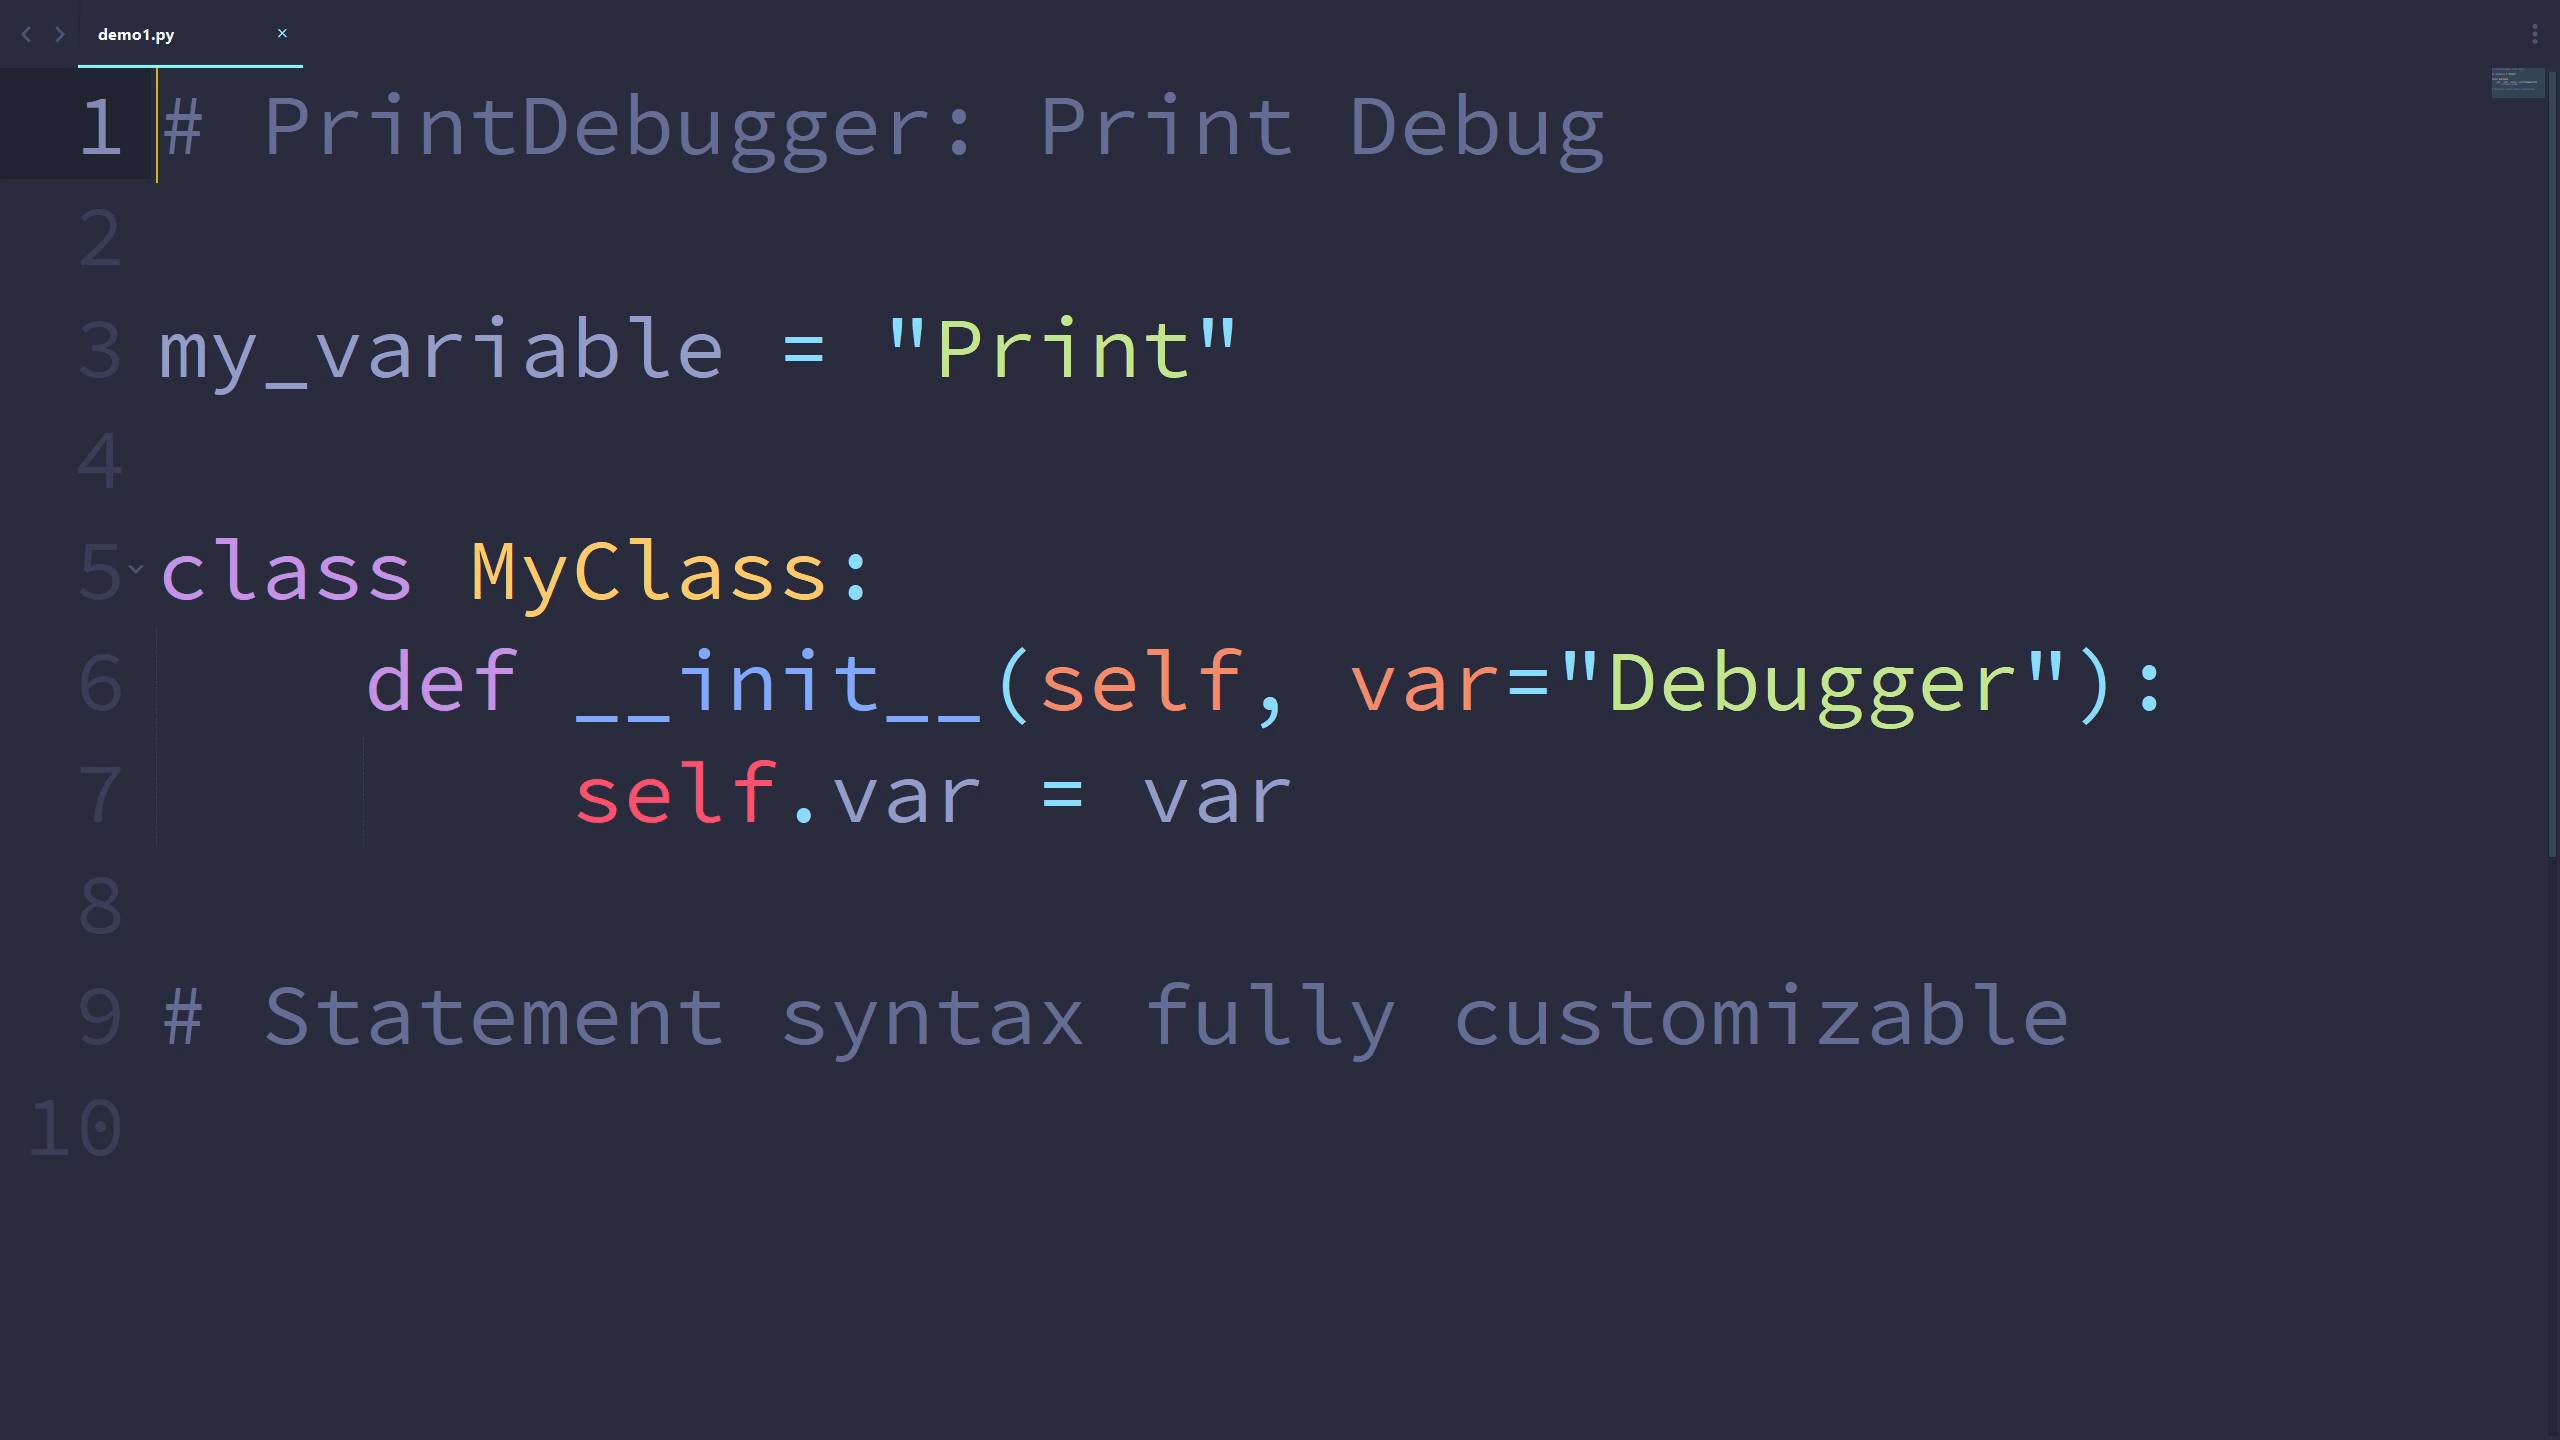 demo1.py ×
1 # PrintDebugger: Print Debug
2
3 my_variable = "Print"
4
5 class MyClass:
6     def __init__(self, var="Debugger"):
7         self.var = var
8
9 # Statement syntax fully customizable
10